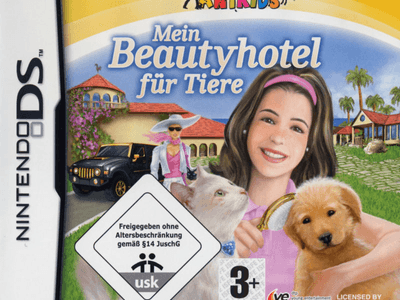 Mein
Beautyhotel
für Tiere
NINTENDO DS
Freigegeben ohne
Altersbeschränkung
gemäß §14 JuSchG
usk
3+
LICENSED BY